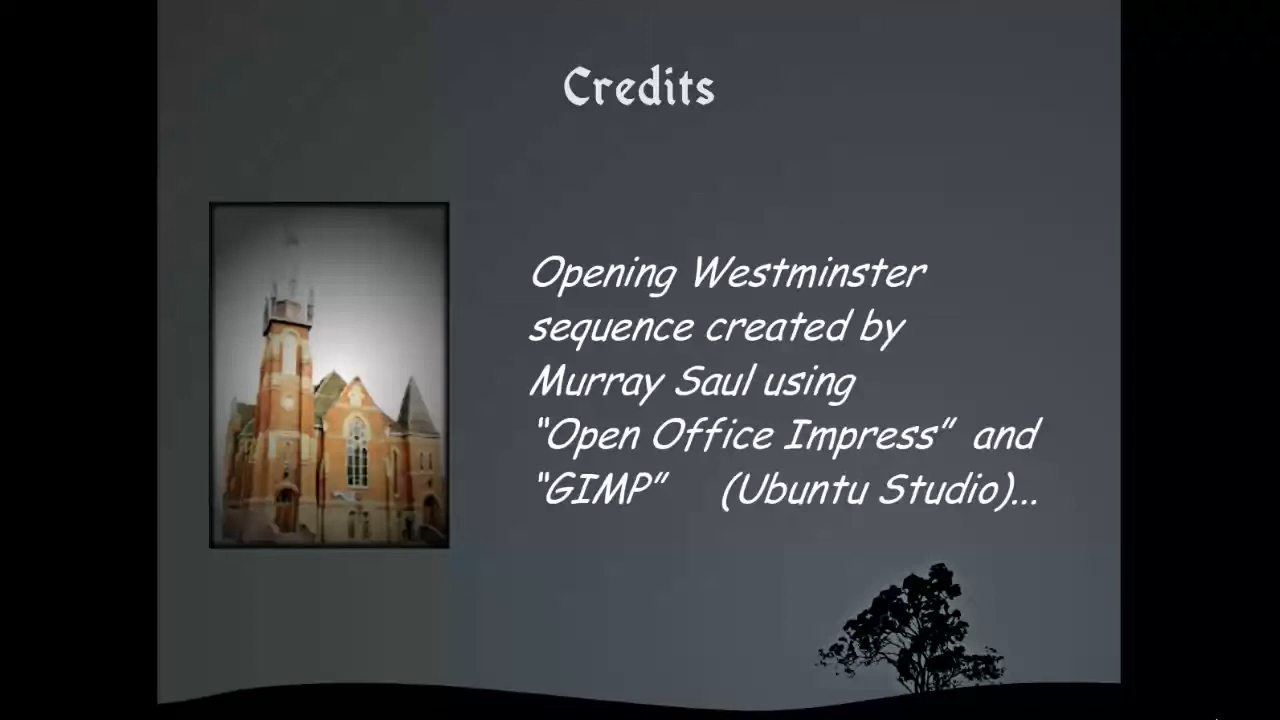 Credits
Opening Westminster
sequence created by
Murray Saul using
“Open Office Impress” and
“GIMP” (Ubuntu Studio)...